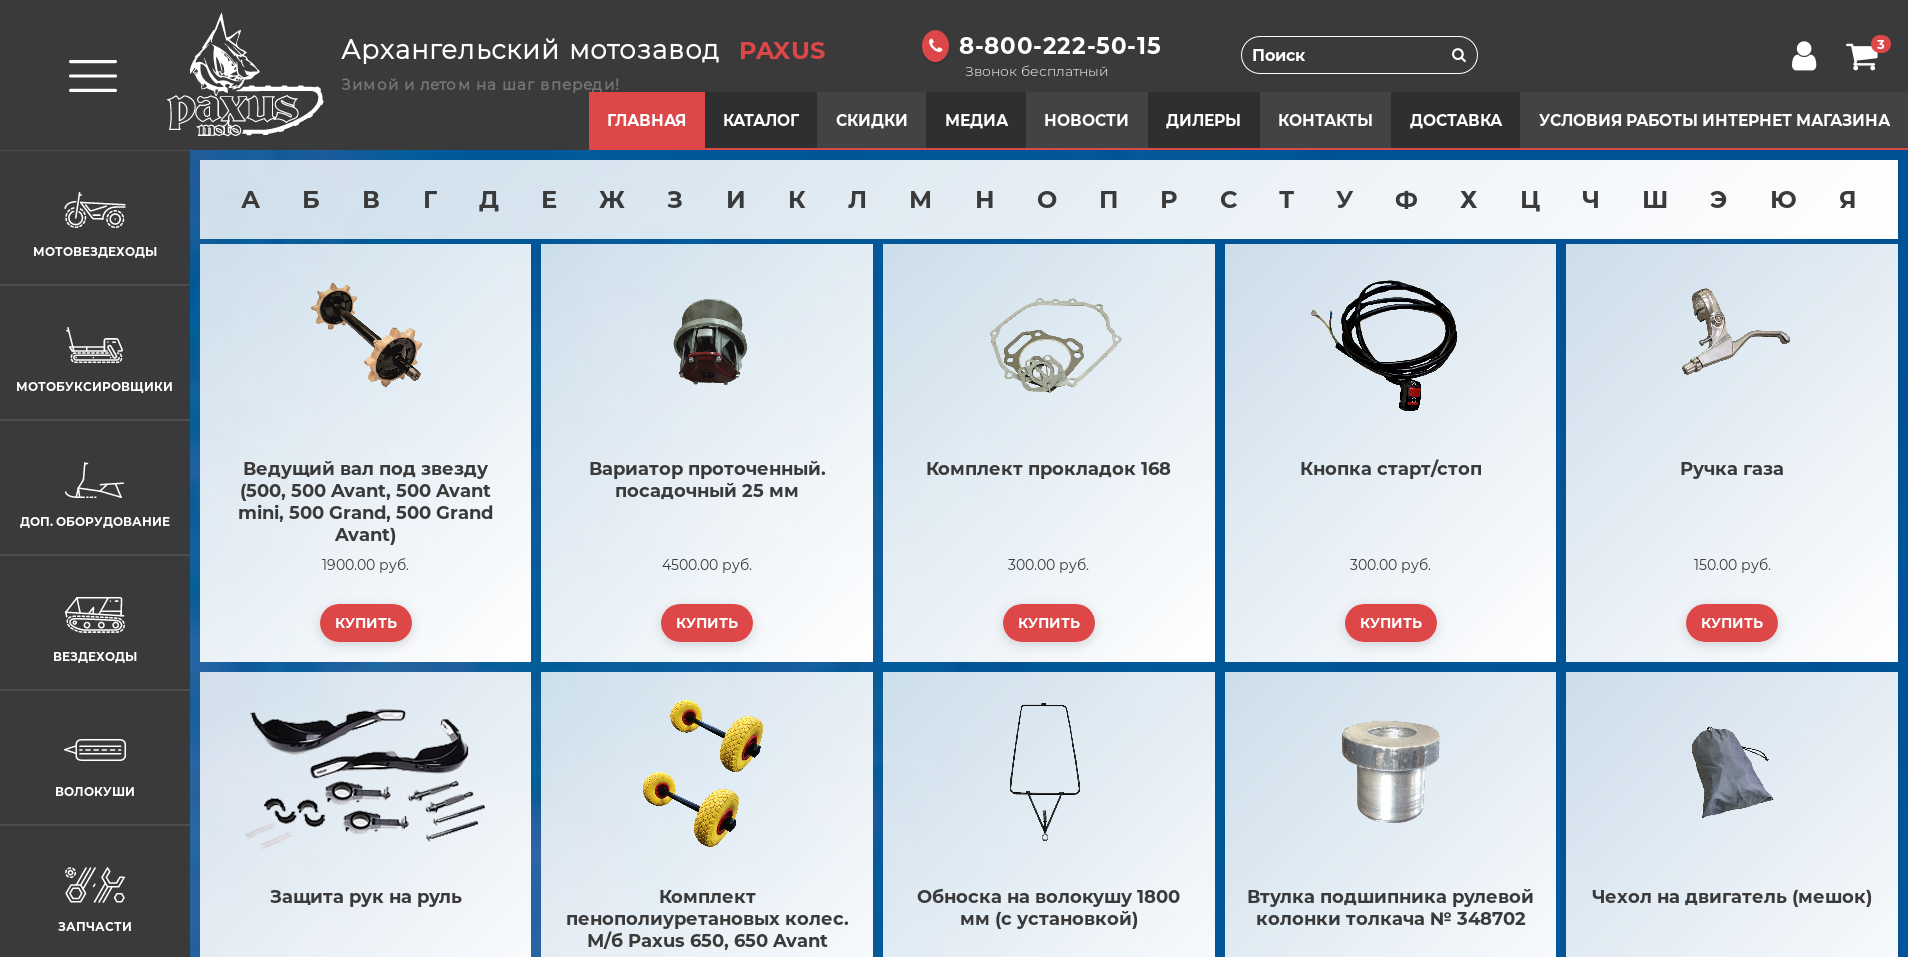 paxus
moto
Архангельский мотозавод PAXUS
Зимой и летом на шаг впереди!
8-800-222-50-15
Звонок бесплатный
Поиск
3
ГЛАВНАЯ КАТАЛОГ СКИДКИ МЕДИА НОВОСТИ ДИЛЕРЫ КОНТАКТЫ ДОСТАВКА УСЛОВИЯ РАБОТЫ ИНТЕРНЕТ МАГАЗИНА
МОТОВЕЗДЕХОДЫ
МОТОБУКСИРОВЩИКИ
ДОП. ОБОРУДОВАНИЕ
ВЕЗДЕХОДЫ
ВОЛОКУШИ
ЗАПЧАСТИ
А Б В Г Д Е Ж З И К Л М Н О П Р С Т У Ф Х Ц Ч Ш Э Ю Я
Ведущий вал под звезду
(500, 500 Avant, 500 Avant
mini, 500 Grand, 500 Grand
Avant)
1900.00 руб.
КУПИТЬ
Вариатор проточенный.
посадочный 25 мм
4500.00 руб.
КУПИТЬ
Комплект прокладок 168
300.00 руб.
КУПИТЬ
Кнопка старт/стоп
300.00 руб.
КУПИТЬ
Ручка газа
150.00 руб.
КУПИТЬ
Защита рук на руль
Комплект
пенополиуретановых колес.
М/б Paxus 650, 650 Avant
Обноска на волокушу 1800
мм (с установкой)
Втулка подшипника рулевой
колонки толкача № 348702
Чехол на двигатель (мешок)